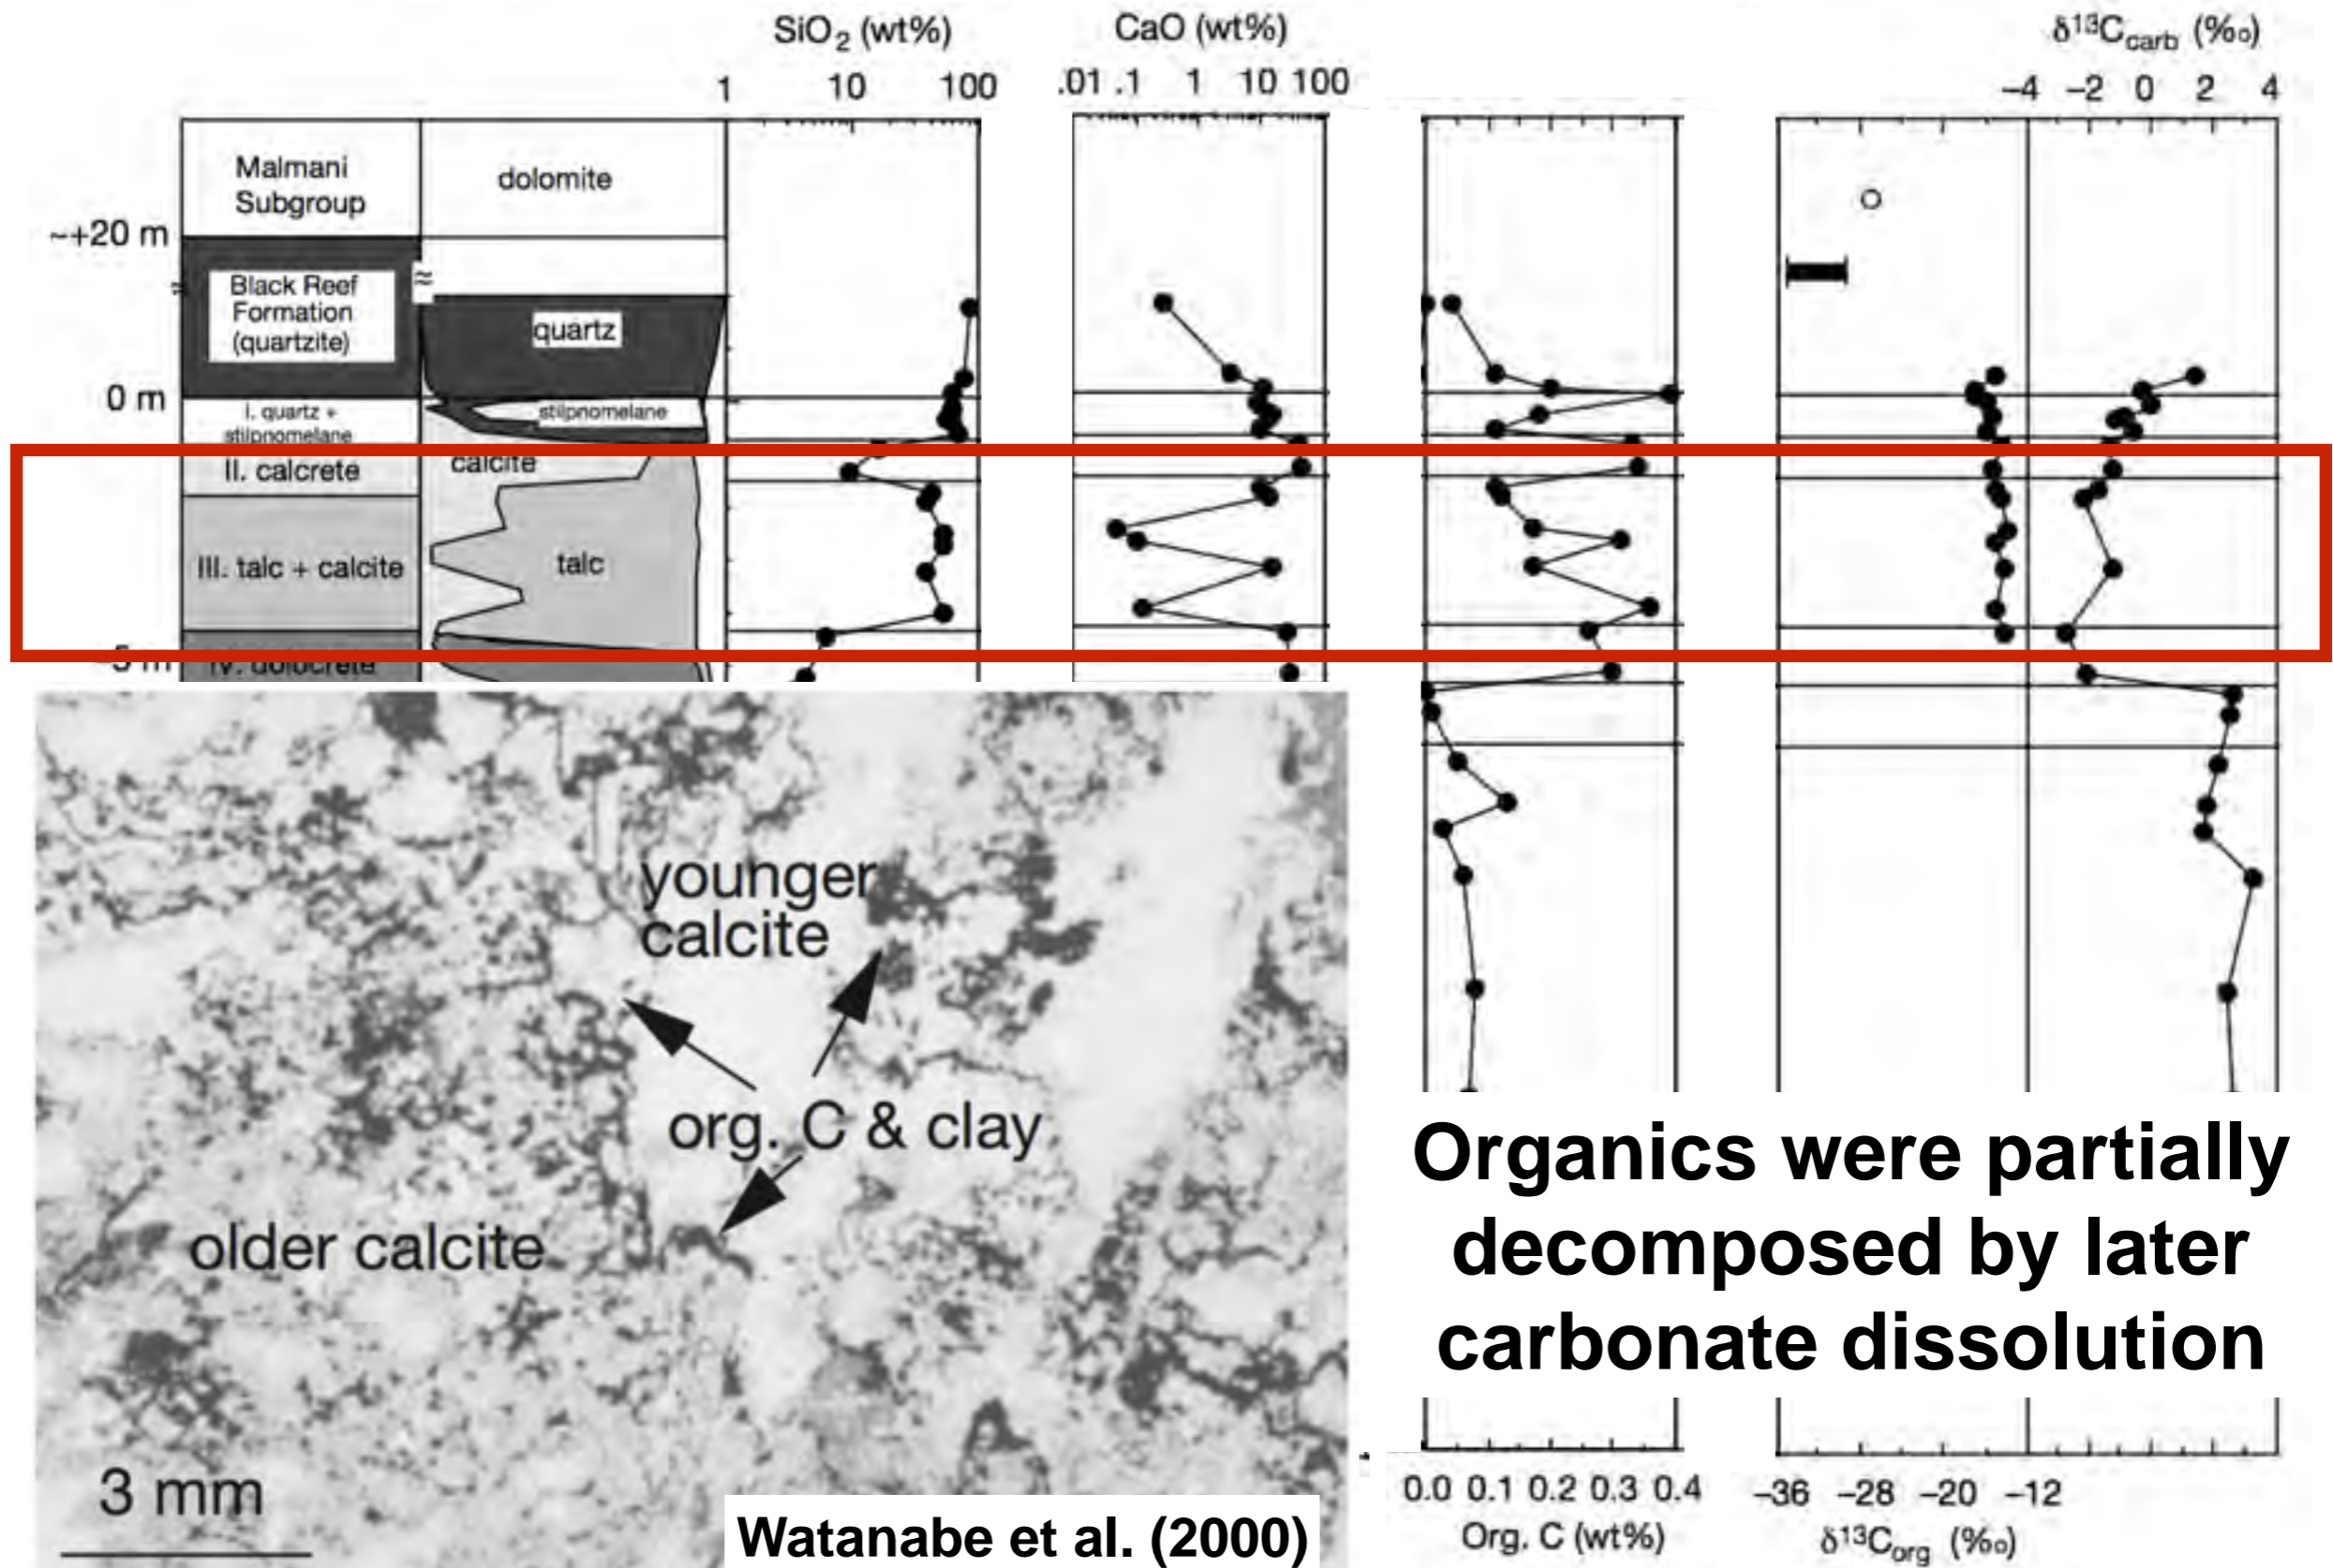 SiO2 (wt%)
1 10 100
CaO (wt%)
.01 .1 1 10 100
δ13Ccarb (‰)
−4 −2 0 2 4
Malmani
Subgroup
dolomite
~+20 m
Black Reef
Formation
(quartzite)
≈
quartz
0 m
i. quartz +
stilpnomelane
stilpnomelane
II. calcrete
calcite
III. talc + calcite
talc
5 m
IV. dolocrete
younger
calcite
org. C & clay
older calcite
3 mm
Watanabe et al. (2000)
Organics were partially
decomposed by later
carbonate dissolution
0.0 0.1 0.2 0.3 0.4
Org. C (wt%)
−36 −28 −20 −12
δ13Corg (‰)